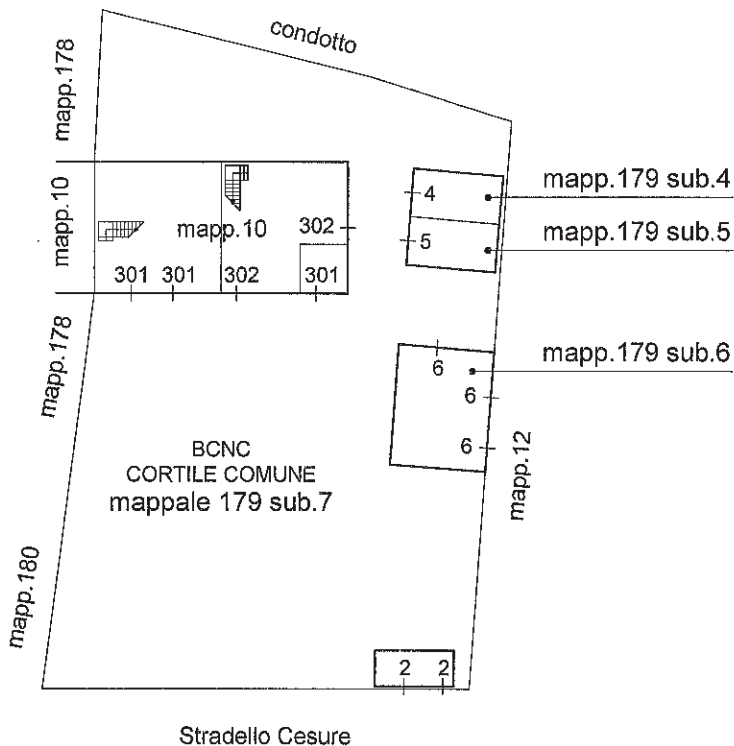 condotto
mapp.178
mapp.179 sub.4
4
mapp.10
mapp.10
302
mapp.179 sub.5
5
301
301
302
301
mapp.178
mapp.179 sub.6
6
6
6
mapp.12
BCNC
CORTILE COMUNE
mappale 179 sub.7
mapp.180
2
2
Stradello Cesure